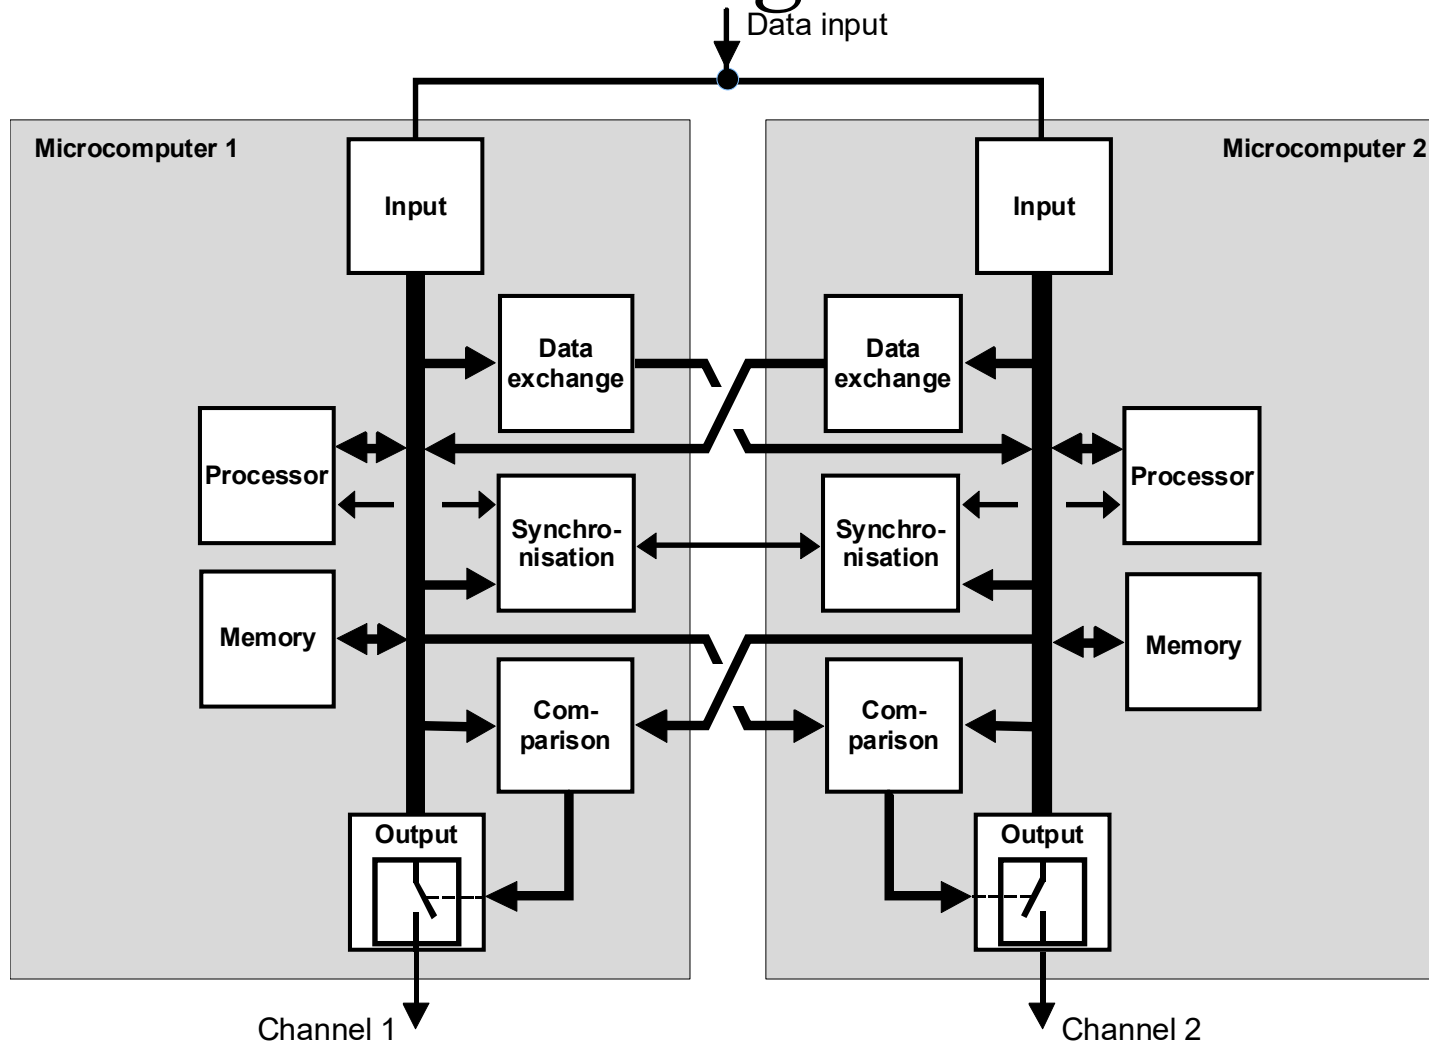 Data input
Microcomputer 1
Microcomputer 2
Input
Input
Data
exchange
Data
exchange
Processor
Processor
Synchro-
nisation
Synchro-
nisation
Memory
Memory
Com-
parison
Com-
parison
Output
Output
Channel 1
Channel 2